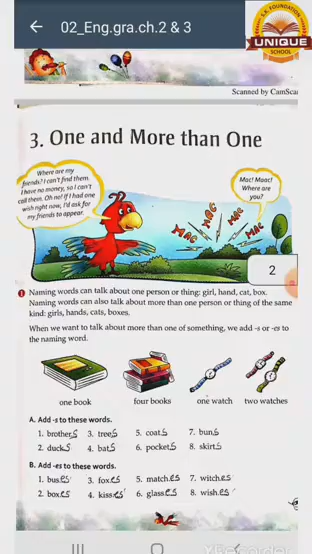 02_Eng.gra.ch.2 & 3
S.R. FOUNDATION
UNIQUE
SCHOOL
Scanned by CamScan
3. One and More than One
Where are my
friends? I can't find them.
I have no money, so I can't
call them. Oh no! If I had one
wish right now, I'd ask for
my friends to appear.
Mac! Maac!
Where are
you?
MAC
MAC
MAC
MAC
2
Naming words can talk about one person or thing: girl, hand, cat, box.
Naming words can also talk about more than one person or thing of the same
kind: girls, hands, cats, boxes.
When we want to talk about more than one of something, we add -s or -es to
the naming word.
one book four books one watch two watches
A. Add -s to these words.
1. brothers 3. trees 5. coats 7. buns
2. ducks 4. bats 6. pockets 8. skirts
B. Add -es to these words.
1. buses 3. foxes 5. matches 7. witches
2. boxes 4. kisses 6. glasses 8. wishes